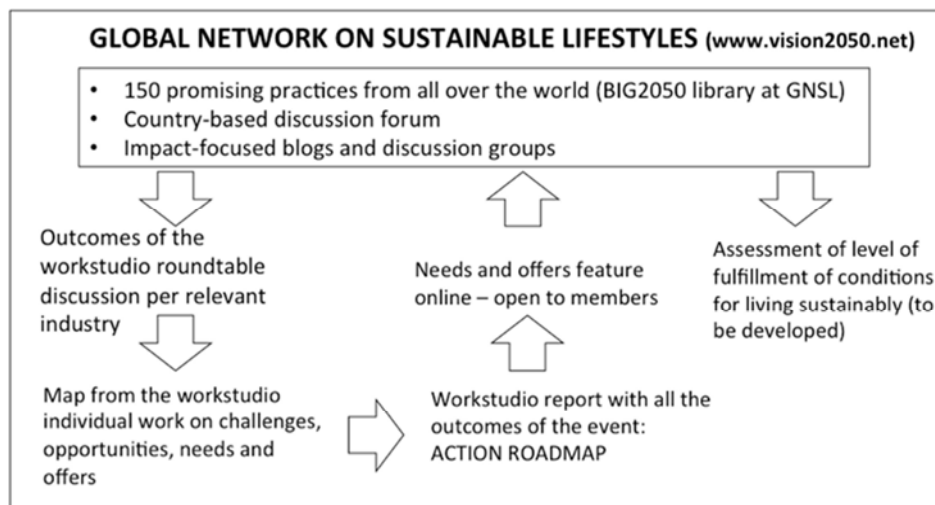 GLOBAL NETWORK ON SUSTAINABLE LIFESTYLES (www.vision2050.net)
• 150 promising practices from all over the world (BIG2050 library at GNSL)
• Country-based discussion forum
• Impact-focused blogs and discussion groups
Outcomes of the
workstudio roundtable
discussion per relevant
industry
Map from the workstudio
individual work on challenges,
opportunities, needs and
offers
Needs and offers feature
online – open to members
Workstudio report with all the
outcomes of the event:
ACTION ROADMAP
Assessment of level of
fulfillment of conditions
for living sustainably (to
be developed)